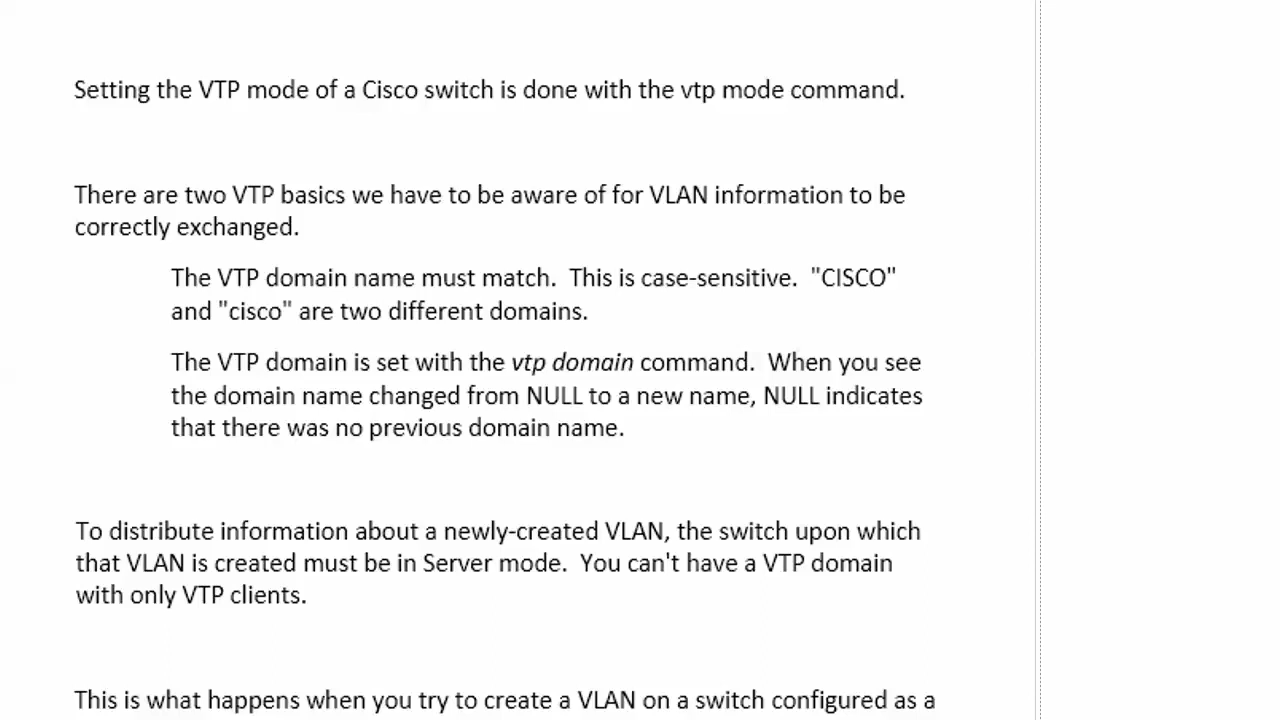 Setting the VTP mode of a Cisco switch is done with the vtp mode command.
There are two VTP basics we have to be aware of for VLAN information to be
correctly exchanged.
The VTP domain name must match.  This is case-sensitive.  "CISCO"
and "cisco" are two different domains.
The VTP domain is set with the vtp domain command.  When you see
the domain name changed from NULL to a new name, NULL indicates
that there was no previous domain name.
To distribute information about a newly-created VLAN, the switch upon which
that VLAN is created must be in Server mode.  You can't have a VTP domain
with only VTP clients.
This is what happens when you try to create a VLAN on a switch configured as a